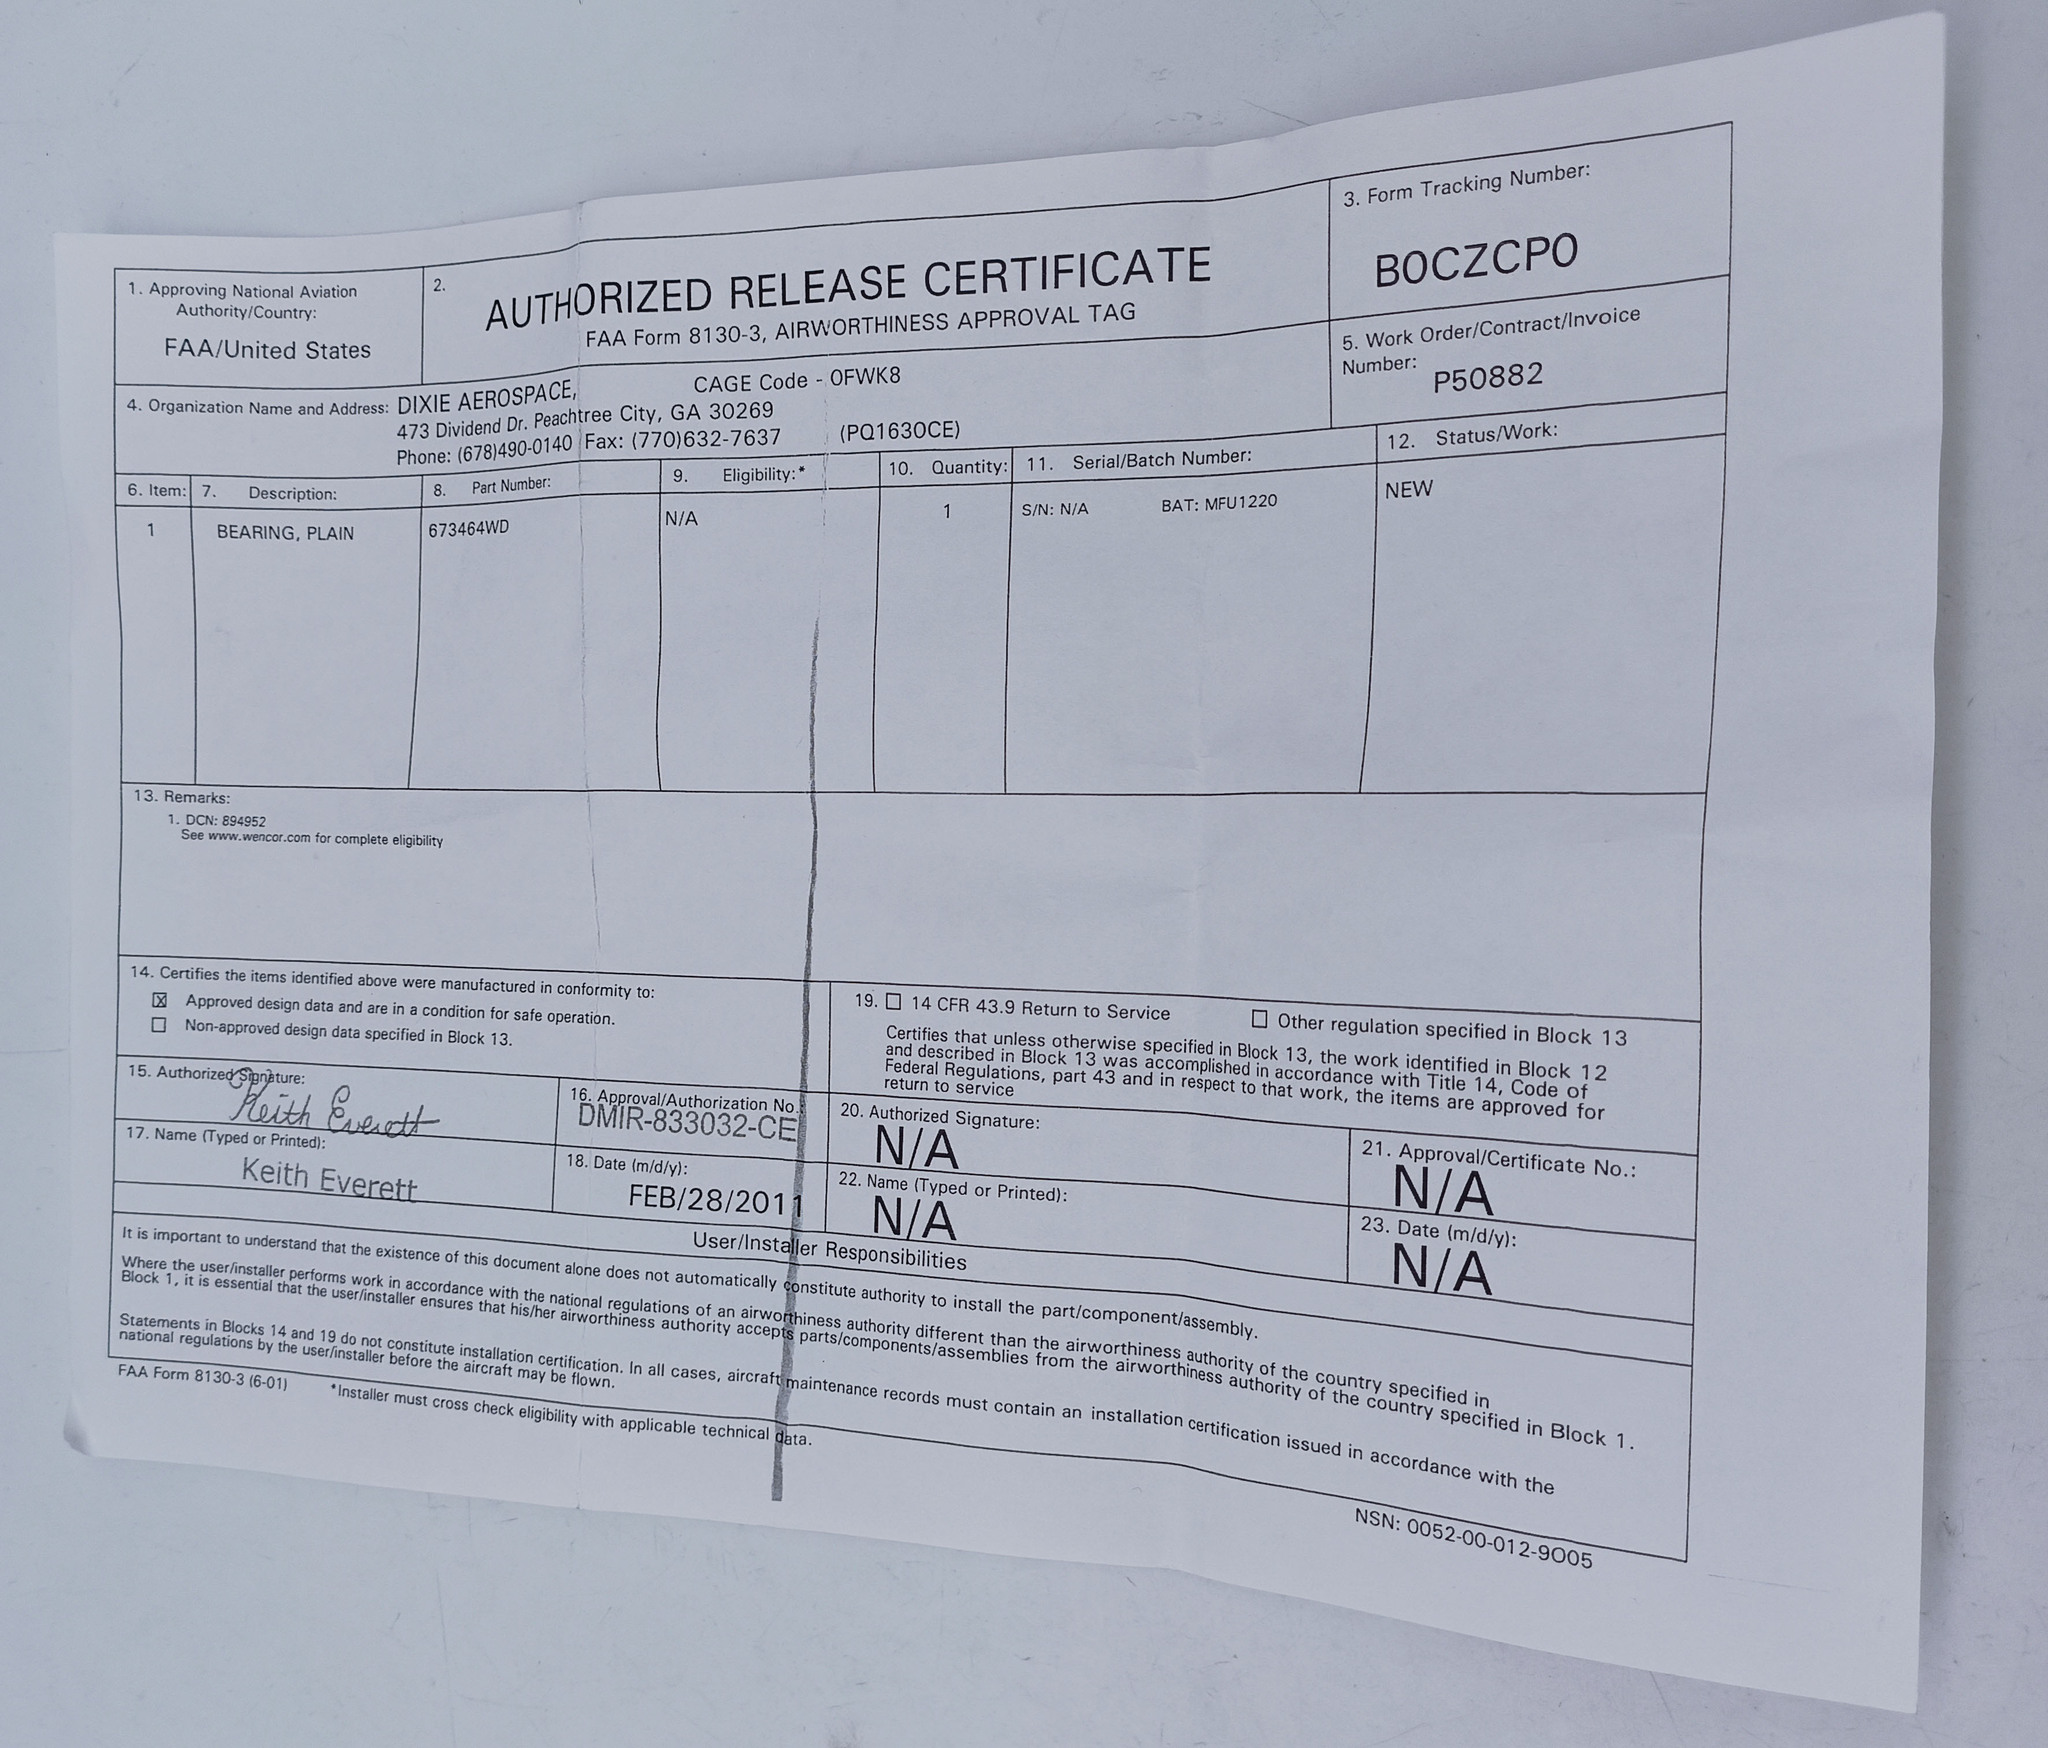 1. Approving National Aviation
Authority/Country:
FAA/United States
2.
AUTHORIZED RELEASE CERTIFICATE
FAA Form 8130-3, AIRWORTHINESS APPROVAL TAG
3. Form Tracking Number:
B0CZCP0
4. Organization Name and Address: DIXIE AEROSPACE, CAGE Code - 0FWK8
473 Dividend Dr. Peachtree City, GA 30269
Phone: (678)490-0140 Fax: (770)632-7637 (PQ1630CE)
5. Work Order/Contract/Invoice
Number: P50882
6. Item: 7. Description: 8. Part Number: 9. Eligibility:* 10. Quantity: 11. Serial/Batch Number: 12. Status/Work:
1 BEARING, PLAIN 673464WD N/A 1 S/N: N/A BAT: MFU1220 NEW
13. Remarks:
1. DCN: 894952
See www.wencor.com for complete eligibility
14. Certifies the items identified above were manufactured in conformity to:
☒ Approved design data and are in a condition for safe operation.
☐ Non-approved design data specified in Block 13.
15. Authorized Signature:
Keith Everett
16. Approval/Authorization No.:
DMIR-833032-CE
17. Name (Typed or Printed):
Keith Everett
18. Date (m/d/y):
FEB/28/2011
19. ☐ 14 CFR 43.9 Return to Service ☐ Other regulation specified in Block 13
Certifies that unless otherwise specified in Block 13, the work identified in Block 12
and described in Block 13 was accomplished in accordance with Title 14, Code of
Federal Regulations, part 43 and in respect to that work, the items are approved for
return to service
20. Authorized Signature:
N/A
21. Approval/Certificate No.:
N/A
22. Name (Typed or Printed):
N/A
23. Date (m/d/y):
N/A
User/Installer Responsibilities
It is important to understand that the existence of this document alone does not automatically constitute authority to install the part/component/assembly.
Where the user/installer performs work in accordance with the national regulations of an airworthiness authority different than the airworthiness authority of the country specified in
Block 1, it is essential that the user/installer ensures that his/her airworthiness authority accepts parts/components/assemblies from the airworthiness authority of the country specified in Block 1.
Statements in Blocks 14 and 19 do not constitute installation certification. In all cases, aircraft maintenance records must contain an installation certification issued in accordance with the
national regulations by the user/installer before the aircraft may be flown.
FAA Form 8130-3 (6-01) *Installer must cross check eligibility with applicable technical data.
NSN: 0052-00-012-9005